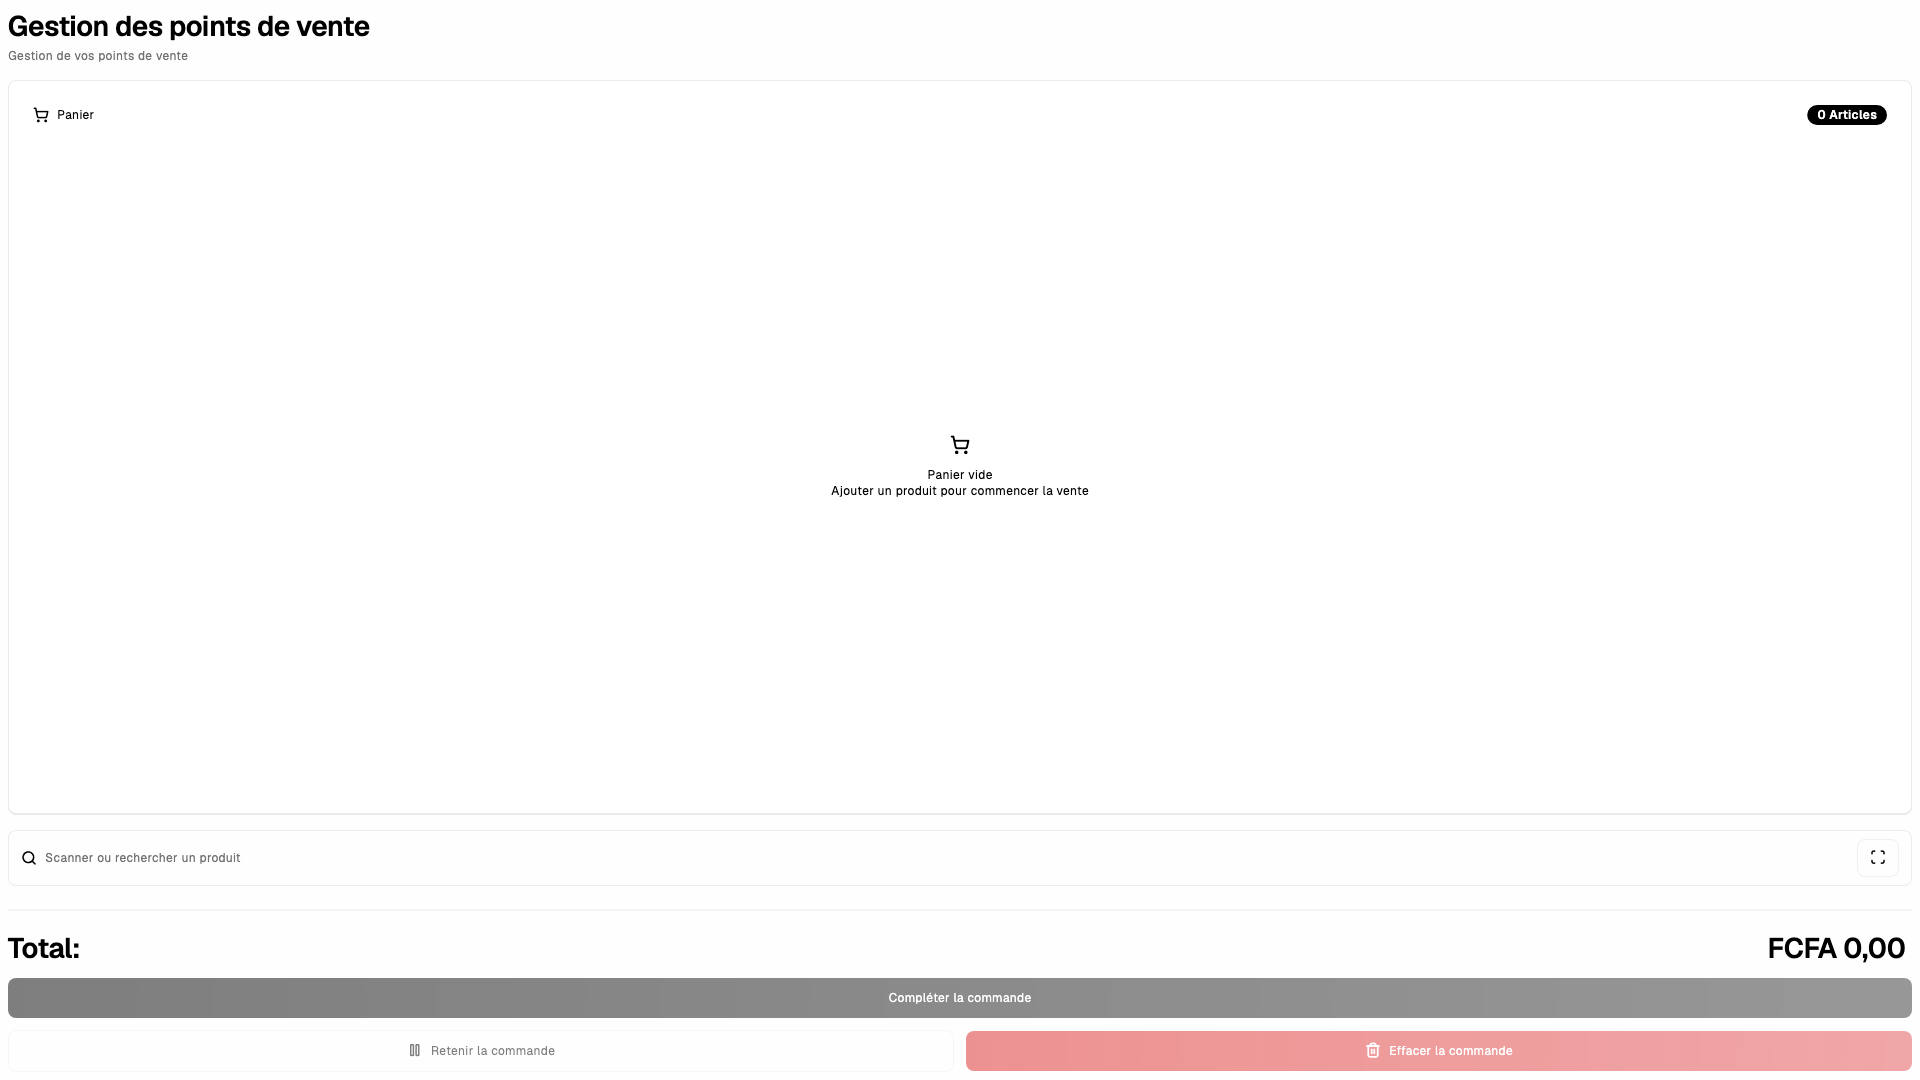 Gestion des points de vente
Gestion de vos points de vente
Panier
0 Articles
Panier vide
Ajouter un produit pour commencer la vente
Scanner ou rechercher un produit
Total:
FCFA 0,00
Compléter la commande
Retenir la commande
Effacer la commande